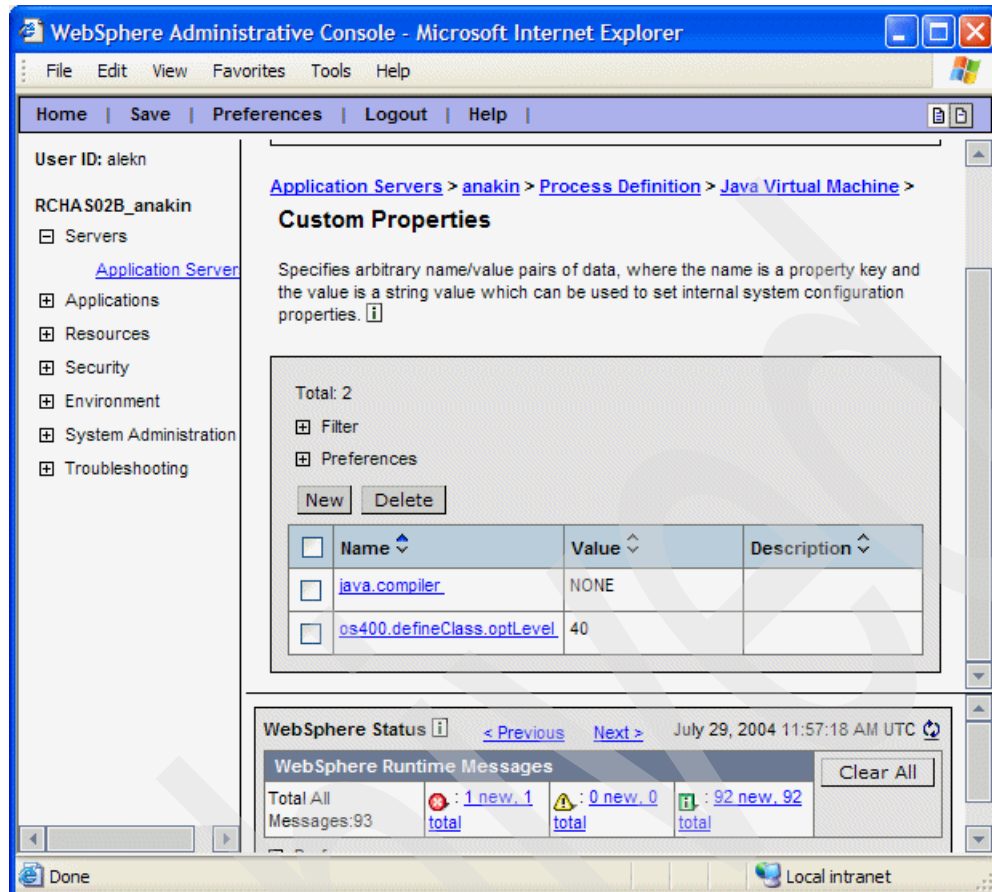 WebSphere Administrative Console - Microsoft Internet Explorer
File Edit View Favorites Tools Help
Home | Save | Preferences | Logout | Help |
User ID: alekn
RCHAS02B_anakin
Servers
Application Server
Applications
Resources
Security
Environment
System Administration
Troubleshooting
Application Servers > anakin > Process Definition > Java Virtual Machine >
Custom Properties
Specifies arbitrary name/value pairs of data, where the name is a property key and
the value is a string value which can be used to set internal system configuration
properties. i
Total: 2
Filter
Preferences
New Delete
Name Value Description
java.compiler NONE
os400.defineClass.optLevel 40
WebSphere Status i < Previous Next > July 29, 2004 11:57:18 AM UTC
WebSphere Runtime Messages
Clear All
Total All
Messages:93
: 1 new, 1
total
: 0 new, 0
total
: 92 new, 92
total
Done
Local intranet